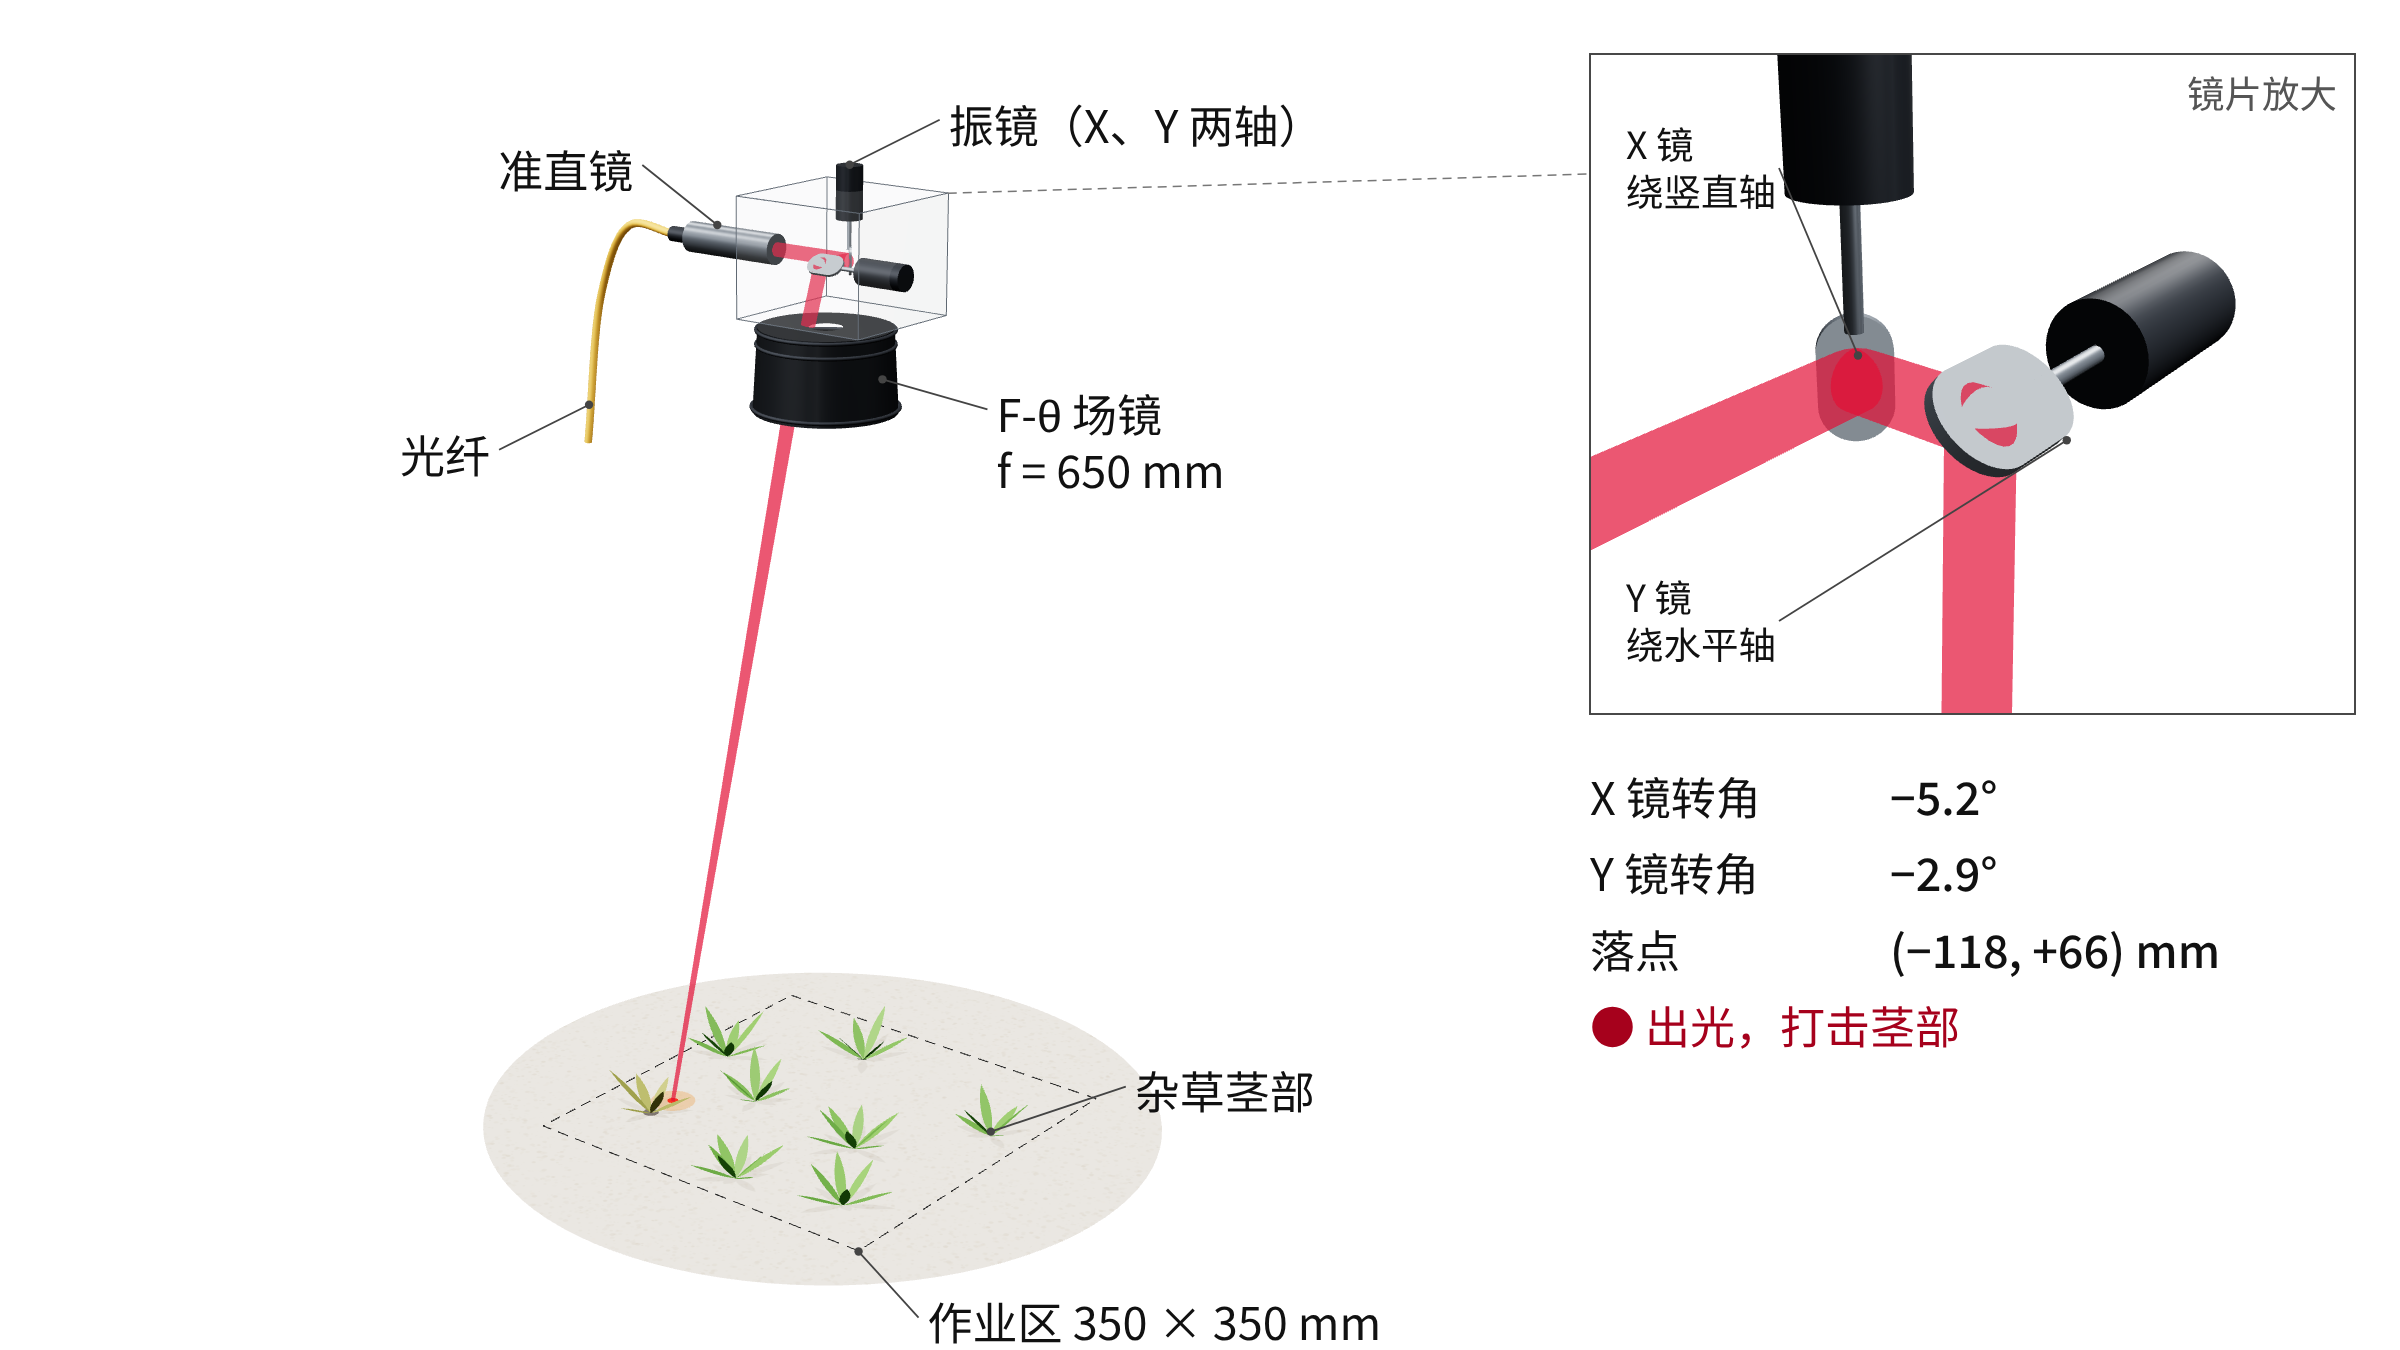 振镜（X、Y 两轴）
准直镜
光纤
F-θ 场镜
f = 650 mm
杂草茎部
作业区 350 × 350 mm
镜片放大
X 镜
绕竖直轴
Y 镜
绕水平轴
X 镜转角 −5.2°
Y 镜转角 −2.9°
落点 (−118, +66) mm
出光，打击茎部